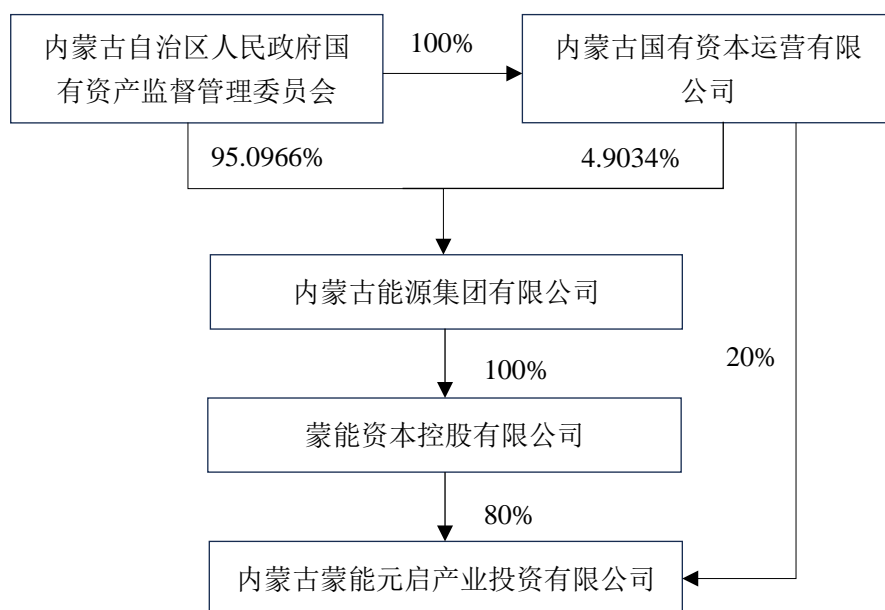 内蒙古自治区人民政府国
有资产监督管理委员会
100%
内蒙古国有资本运营有限
公司
95.0966%
4.9034%
内蒙古能源集团有限公司
20%
100%
蒙能资本控股有限公司
80%
内蒙古蒙能元启产业投资有限公司